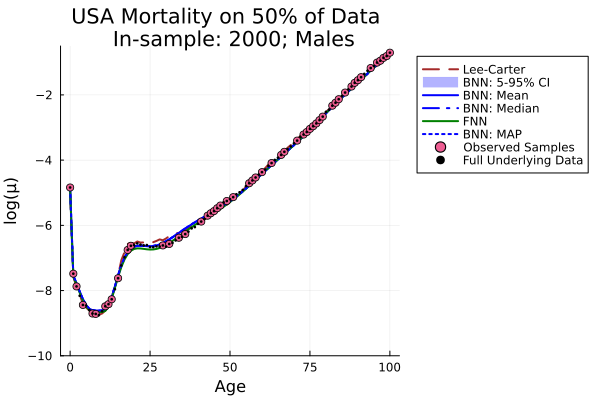 USA Mortality on 50% of Data
In-sample: 2000; Males
Lee-Carter
BNN: 5-95% CI
BNN: Mean
BNN: Median
FNN
BNN: MAP
Observed Samples
Full Underlying Data
log(μ)
−2
−4
−6
−8
−10
0 25 50 75 100
Age